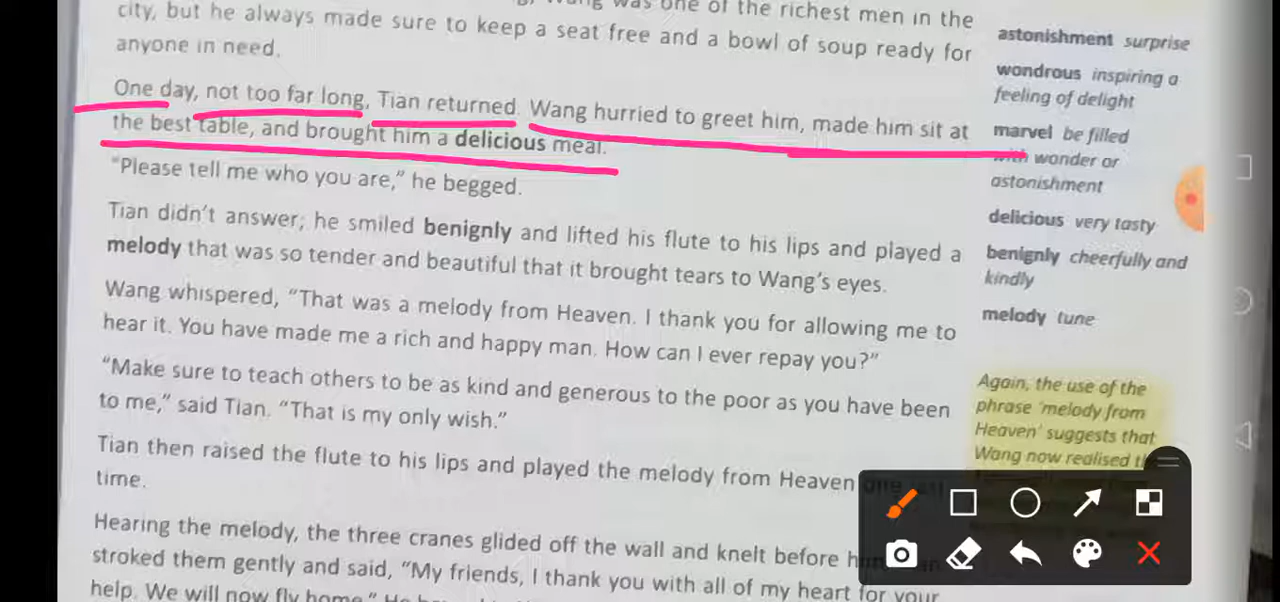 Wang was one of the richest men in the
city, but he always made sure to keep a seat free and a bowl of soup ready for
anyone in need.
One day, not too far long, Tian returned. Wang hurried to greet him, made him sit at
the best table, and brought him a delicious meal.
"Please tell me who you are," he begged.
Tian didn't answer; he smiled benignly and lifted his flute to his lips and played a
melody that was so tender and beautiful that it brought tears to Wang's eyes.
Wang whispered, "That was a melody from Heaven. I thank you for allowing me to
hear it. You have made me a rich and happy man. How can I ever repay you?"
"Make sure to teach others to be as kind and generous to the poor as you have been
to me," said Tian. "That is my only wish."
Tian then raised the flute to his lips and played the melody from Heaven one
time.
Hearing the melody, the three cranes glided off the wall and knelt before
stroked them gently and said, "My friends, I thank you with all of my heart for your
help. We will now fly home."
astonishment surprise
wondrous inspiring a
feeling of delight
marvel be filled
with wonder or
astonishment
delicious very tasty
benignly cheerfully and
kindly
melody tune
Again, the use of the
phrase 'melody from
Heaven' suggests that
Wang now realised